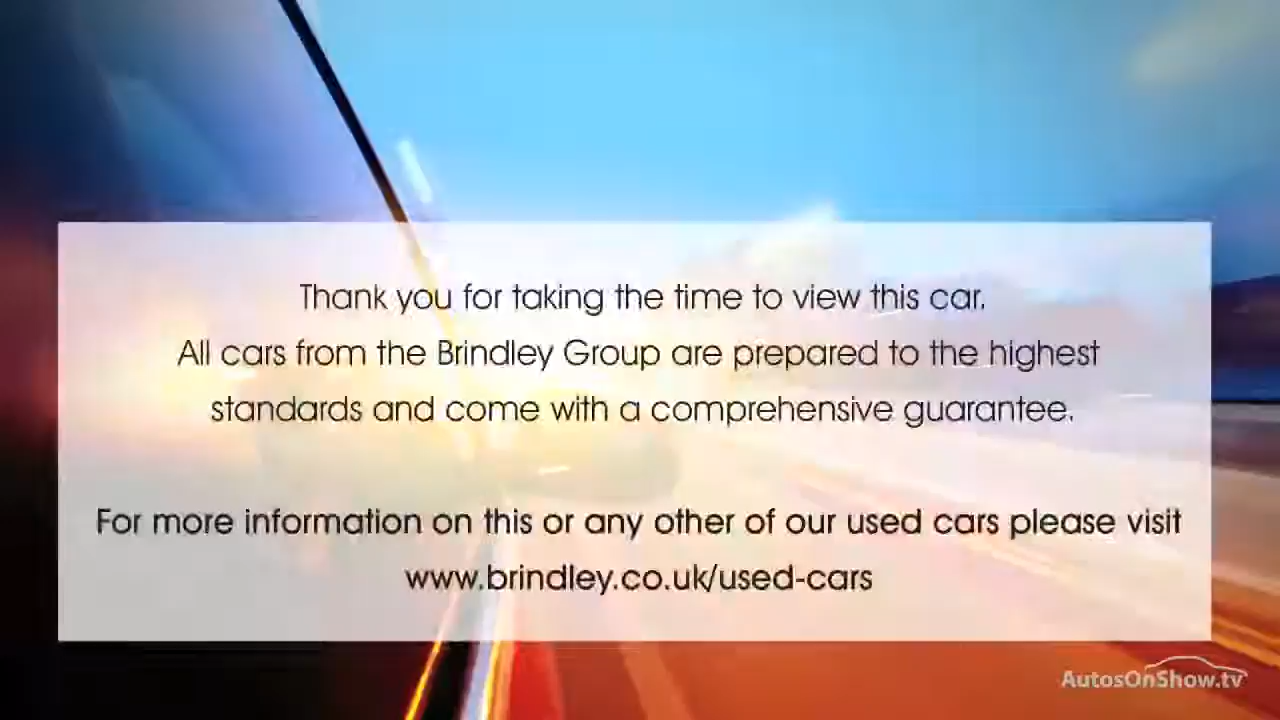 Thank you for taking the time to view this car.
All cars from the Brindley Group are prepared to the highest
standards and come with a comprehensive guarantee.
For more information on this or any other of our used cars please visit
www.brindley.co.uk/used-cars
AutosOnShow.tv